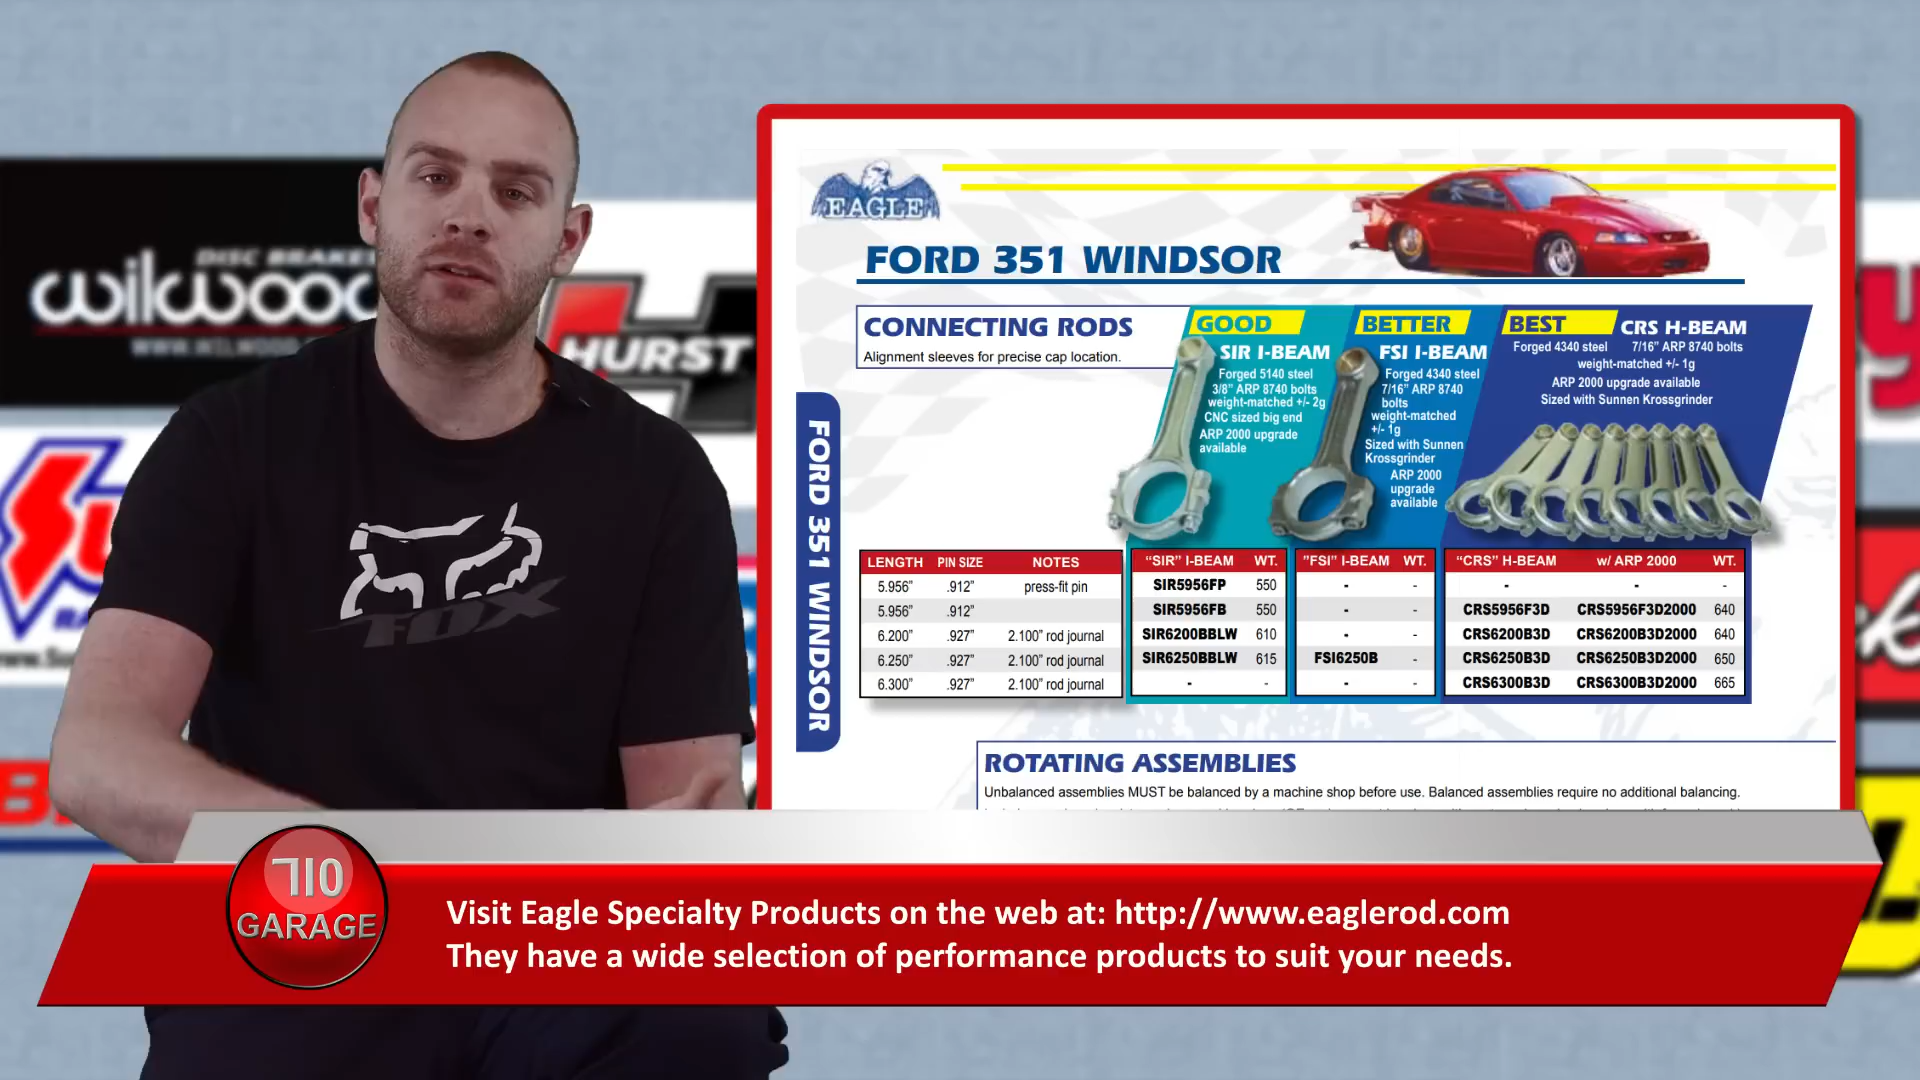 DISC BRAKES
wilwood
WWW.WILWOOD.
HURST
FOX
EAGLE
FORD 351 WINDSOR
CONNECTING RODS
Alignment sleeves for precise cap location.
GOOD
SIR I-BEAM
Forged 5140 steel
3/8" ARP 8740 bolts
weight-matched +/- 2g
CNC sized big end
ARP 2000 upgrade
available
BETTER
FSI I-BEAM
Forged 4340 steel
7/16" ARP 8740
bolts
weight-matched
+/- 1g
Sized with Sunnen
Krossgrinder
ARP 2000
upgrade
available
BEST CRS H-BEAM
Forged 4340 steel 7/16" ARP 8740 bolts
weight-matched +/- 1g
ARP 2000 upgrade available
Sized with Sunnen Krossgrinder
FORD 351 WINDSOR
LENGTH PIN SIZE NOTES "SIR" I-BEAM WT. "FSI" I-BEAM WT. "CRS" H-BEAM w/ ARP 2000 WT.
5.956" .912" press-fit pin SIR5956FP 550 - - - - -
5.956" .912" SIR5956FB 550 - - CRS5956F3D CRS5956F3D2000 640
6.200" .927" 2.100" rod journal SIR6200BBLW 610 - - CRS6200B3D CRS6200B3D2000 640
6.250" .927" 2.100" rod journal SIR6250BBLW 615 FSI6250B - CRS6250B3D CRS6250B3D2000 650
6.300" .927" 2.100" rod journal - - - - CRS6300B3D CRS6300B3D2000 665
ROTATING ASSEMBLIES
Unbalanced assemblies MUST be balanced by a machine shop before use. Balanced assemblies require no additional balancing.
710
GARAGE
Visit Eagle Specialty Products on the web at: http://www.eaglerod.com
They have a wide selection of performance products to suit your needs.